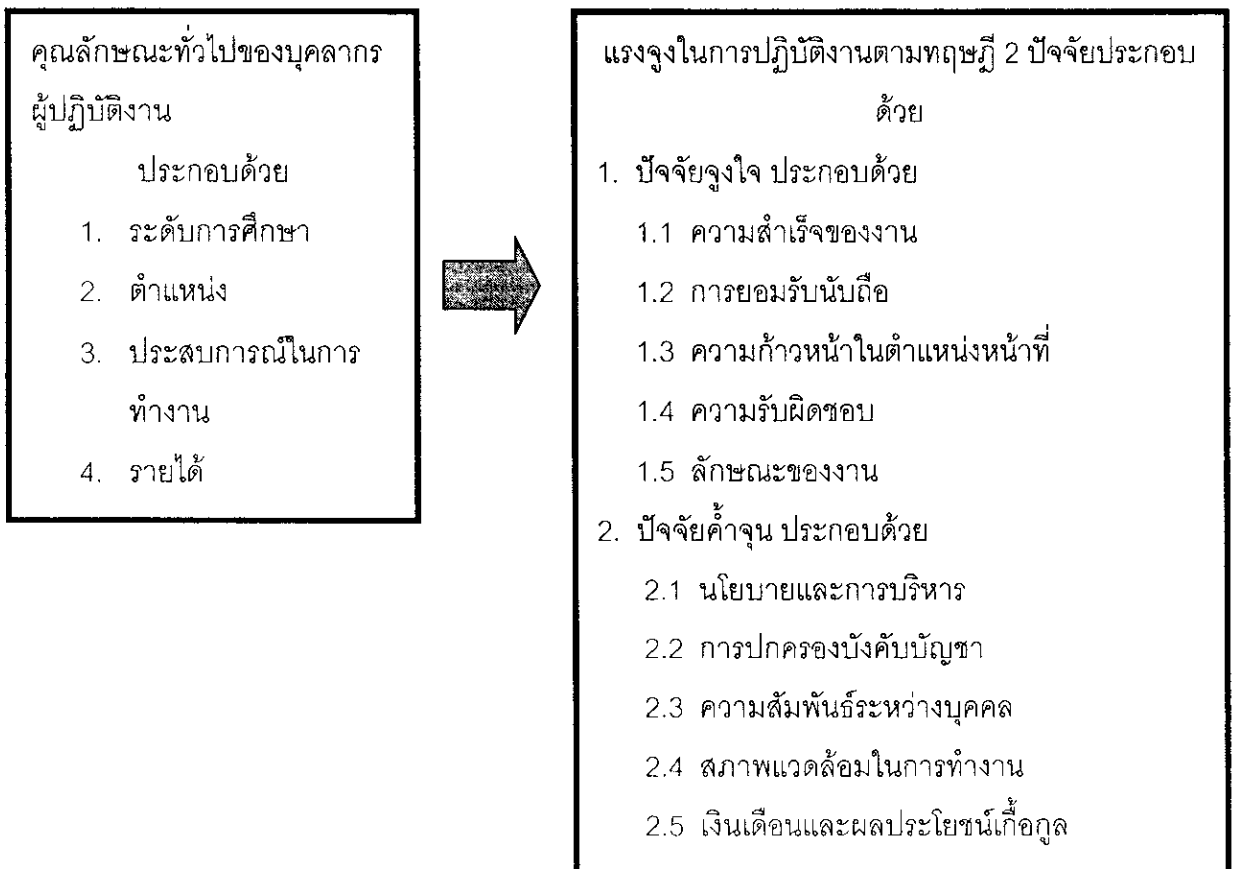 คุณลักษณะทั่วไปของบุคลากร
ผู้ปฏิบัติงาน
ประกอบด้วย
1. ระดับการศึกษา
2. ตำแหน่ง
3. ประสบการณ์ในการ
ทำงาน
4. รายได้
แรงจูงในการปฏิบัติงานตามทฤษฎี 2 ปัจจัยประกอบ
ด้วย
1. ปัจจัยจูงใจ ประกอบด้วย
1.1 ความสำเร็จของงาน
1.2 การยอมรับนับถือ
1.3 ความก้าวหน้าในตำแหน่งหน้าที่
1.4 ความรับผิดชอบ
1.5 ลักษณะของงาน
2. ปัจจัยค้ำจุน ประกอบด้วย
2.1 นโยบายและการบริหาร
2.2 การปกครองบังคับบัญชา
2.3 ความสัมพันธ์ระหว่างบุคคล
2.4 สภาพแวดล้อมในการทำงาน
2.5 เงินเดือนและผลประโยชน์เกื้อกูล